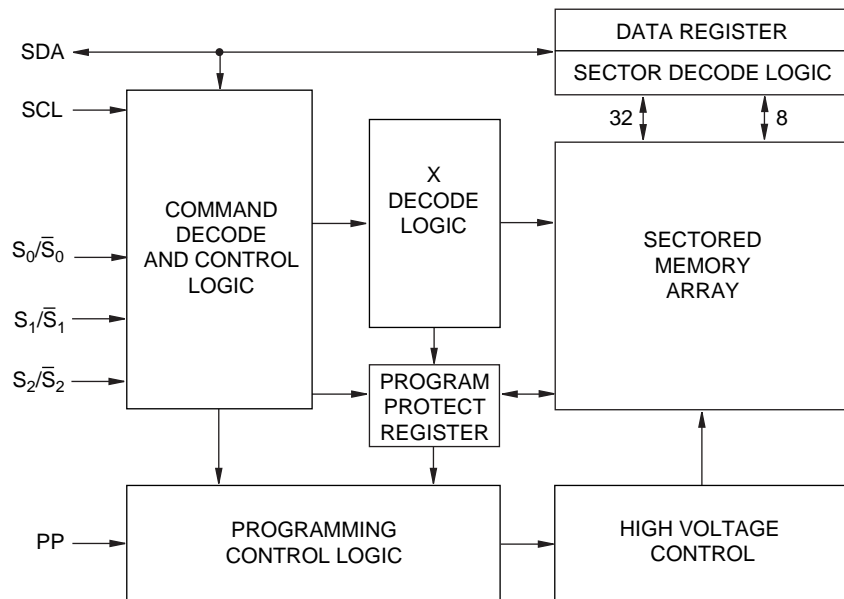 SDA
SCL
S0/S̅0
S1/S̅1
S2/S̅2
PP
COMMAND
DECODE
AND CONTROL
LOGIC
X
DECODE
LOGIC
DATA REGISTER
SECTOR DECODE LOGIC
32
8
SECTORED
MEMORY
ARRAY
PROGRAM
PROTECT
REGISTER
PROGRAMMING
CONTROL LOGIC
HIGH VOLTAGE
CONTROL